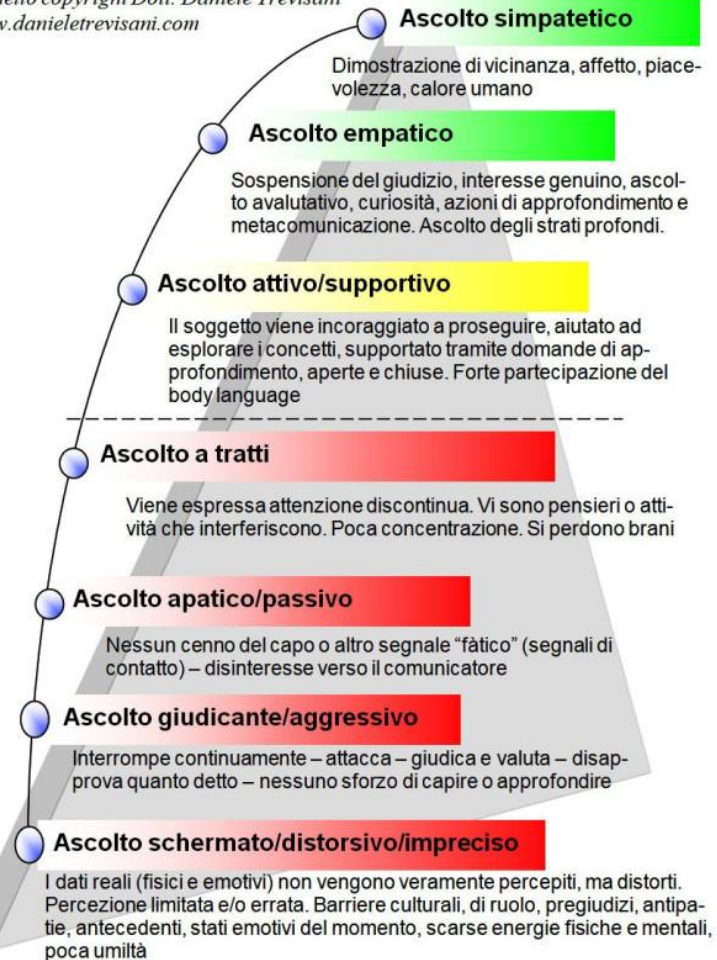 copyright Dott. Daniele Trevisani
.danieletrevisani.com
Ascolto simpatetico
Dimostrazione di vicinanza, affetto, piace-
volezza, calore umano
Ascolto empatico
Sospensione del giudizio, interesse genuino, ascol-
to avalutativo, curiosità, azioni di approfondimento e
metacomunicazione. Ascolto degli strati profondi.
Ascolto attivo/supportivo
Il soggetto viene incoraggiato a proseguire, aiutato ad
esplorare i concetti, supportato tramite domande di ap-
profondimento, aperte e chiuse. Forte partecipazione del
body language
Ascolto a tratti
Viene espressa attenzione discontinua. Vi sono pensieri o atti-
vità che interferiscono. Poca concentrazione. Si perdono brani
Ascolto apatico/passivo
Nessun cenno del capo o altro segnale “fàtico” (segnali di
contatto) – disinteresse verso il comunicatore
Ascolto giudicante/aggressivo
Interrompe continuamente – attacca – giudica e valuta – disap-
prova quanto detto – nessuno sforzo di capire o approfondire
Ascolto schermato/distorsivo/impreciso
I dati reali (fisici e emotivi) non vengono veramente percepiti, ma distorti.
Percezione limitata e/o errata. Barriere culturali, di ruolo, pregiudizi, antipa-
tie, antecedenti, stati emotivi del momento, scarse energie fisiche e mentali,
poca umiltà